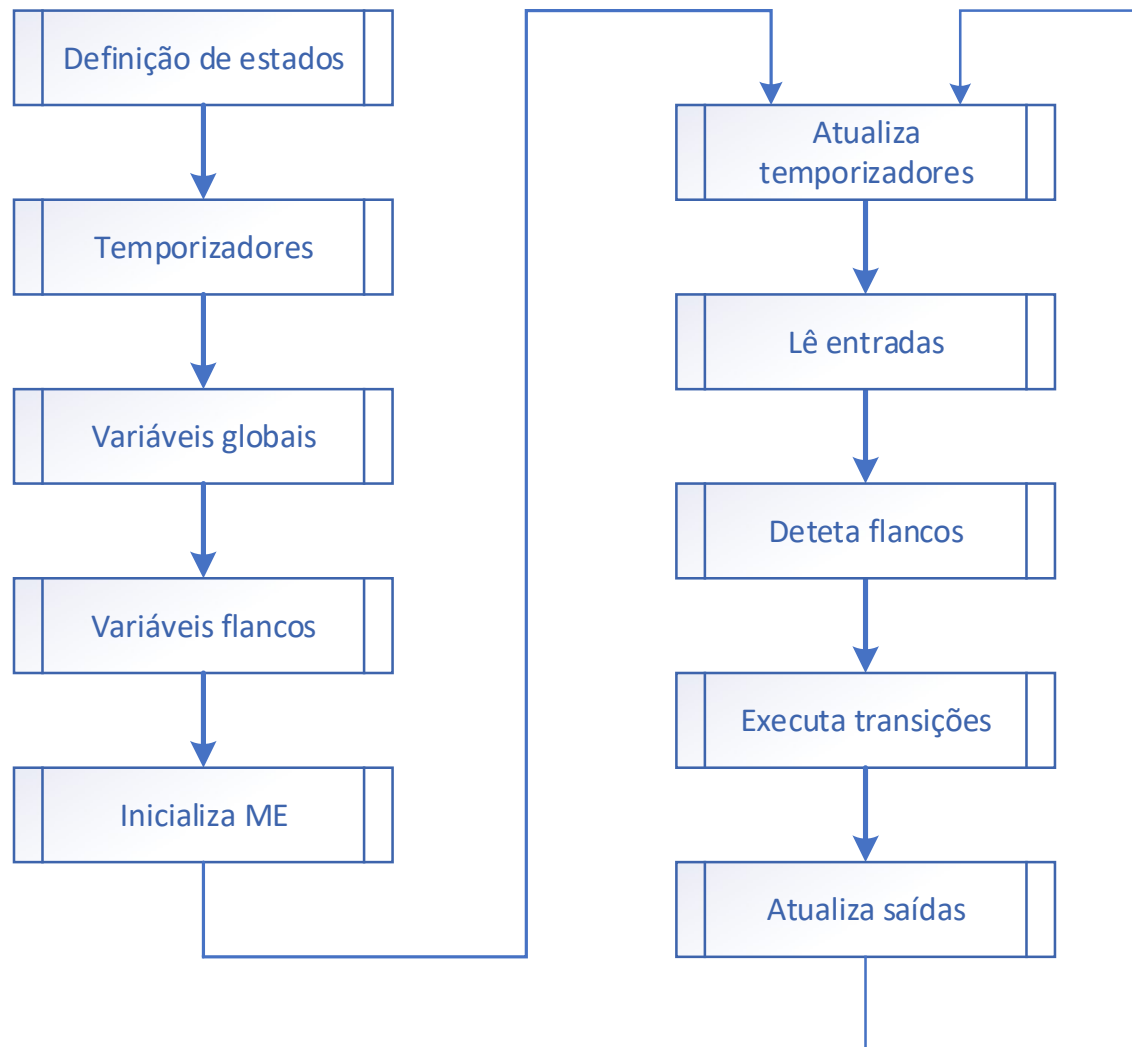 Definição de estados
Temporizadores
Variáveis globais
Variáveis flancos
Inicializa ME
Atualiza
temporizadores
Lê entradas
Deteta flancos
Executa transições
Atualiza saídas